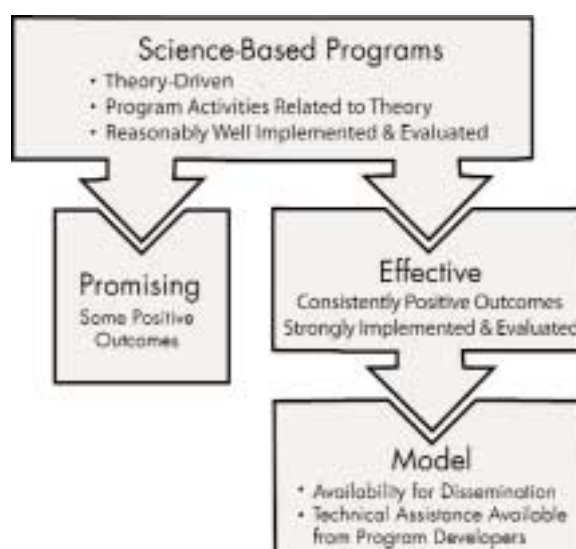 Science-Based Programs
• Theory-Driven
• Program Activities Related to Theory
• Reasonably Well Implemented & Evaluated
Promising
Some Positive
Outcomes
Effective
Consistently Positive Outcomes
Strongly Implemented & Evaluated
Model
• Availability for Dissemination
• Technical Assistance Available
from Program Developers